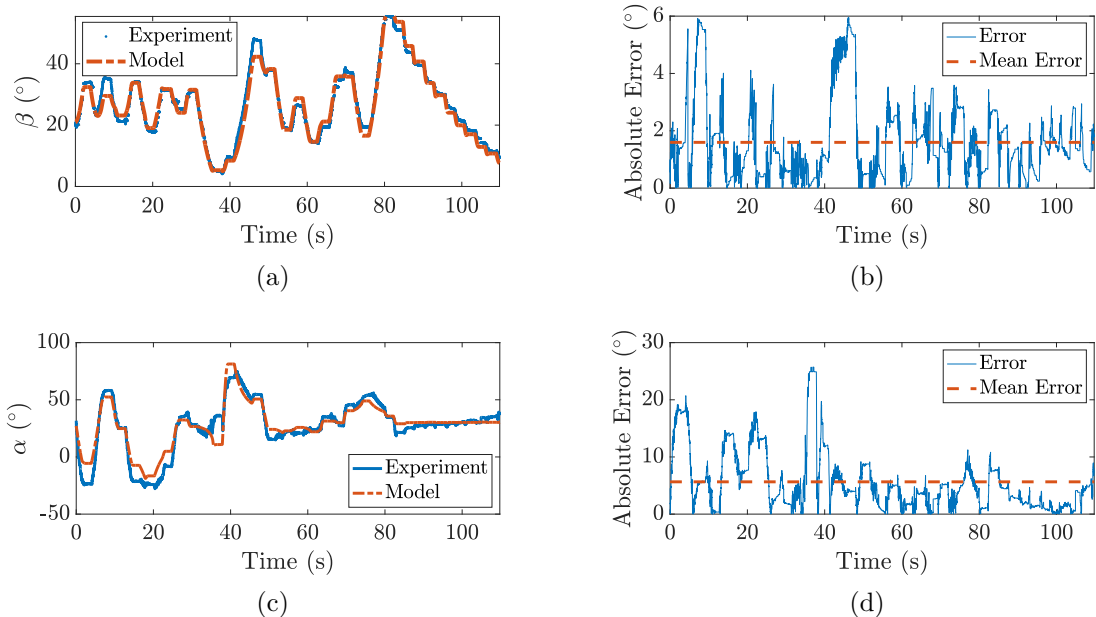 Experiment
Model
40
20
0
β (°)
0 20 40 60 80 100
Time (s)
(a)
6
4
2
0
Absolute Error (°)
Error
Mean Error
0 20 40 60 80 100
Time (s)
(b)
100
50
0
-50
α (°)
Experiment
Model
0 20 40 60 80 100
Time (s)
(c)
30
20
10
0
Absolute Error (°)
Error
Mean Error
0 20 40 60 80 100
Time (s)
(d)